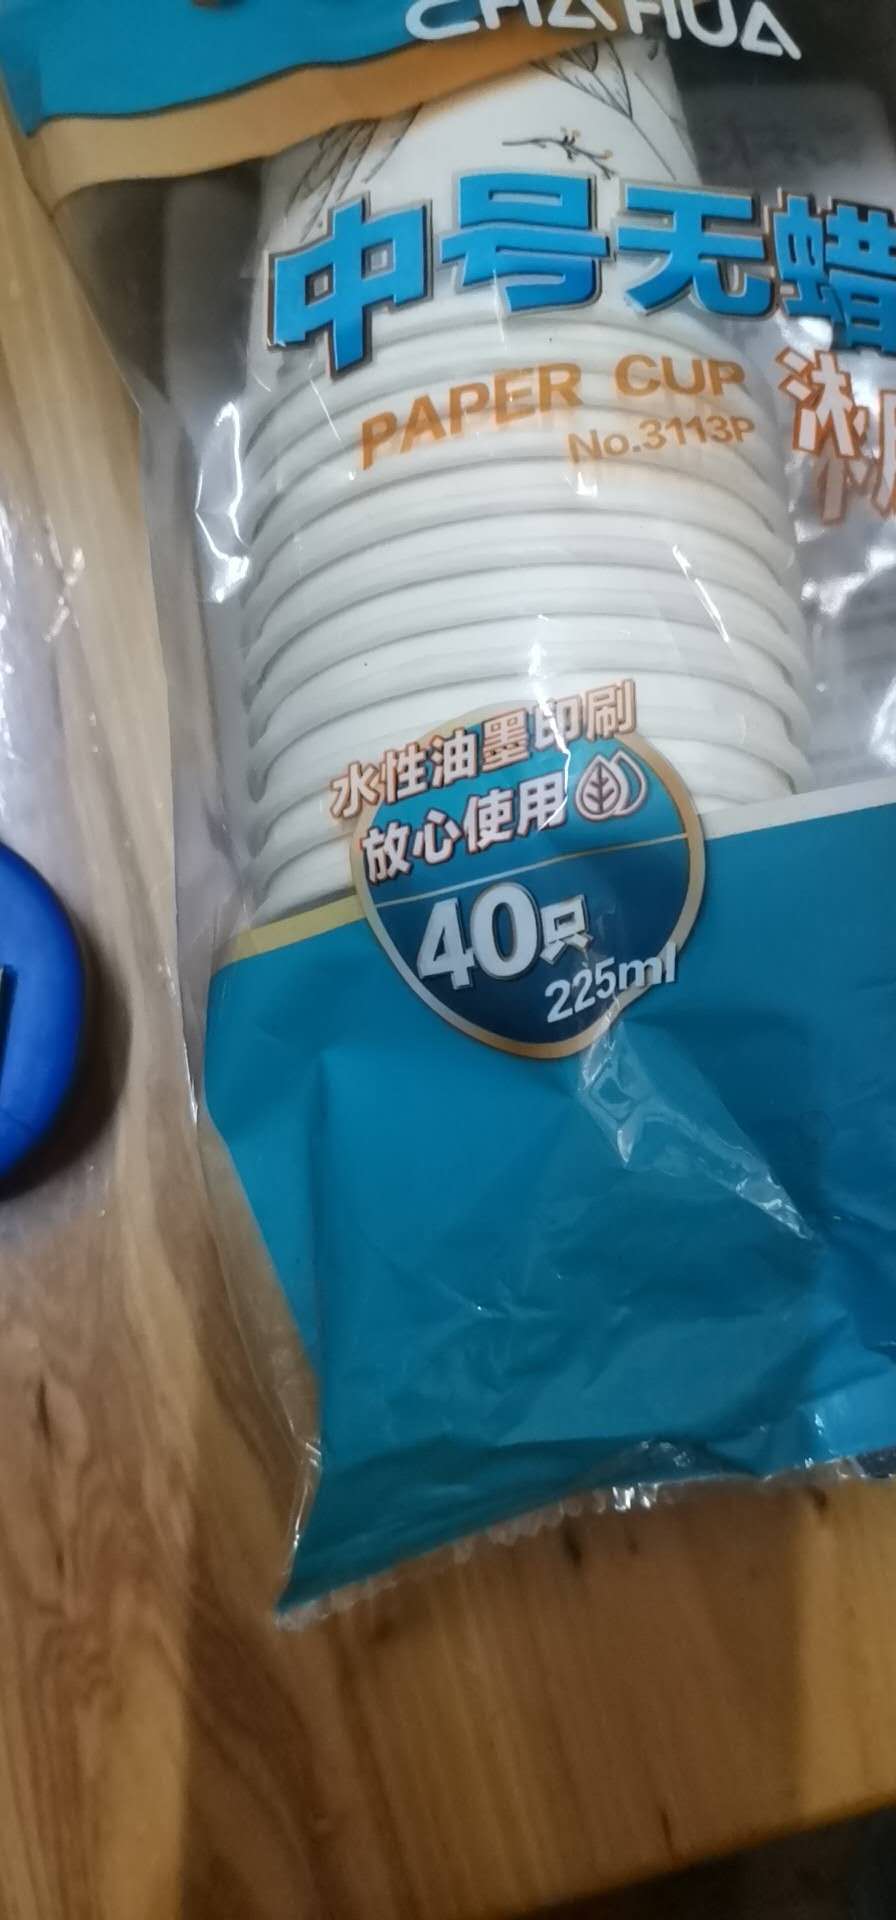 CHAHUA
中号无蜡
PAPER CUP
No.3113P
水性油墨印刷
放心使用
40只
225ml